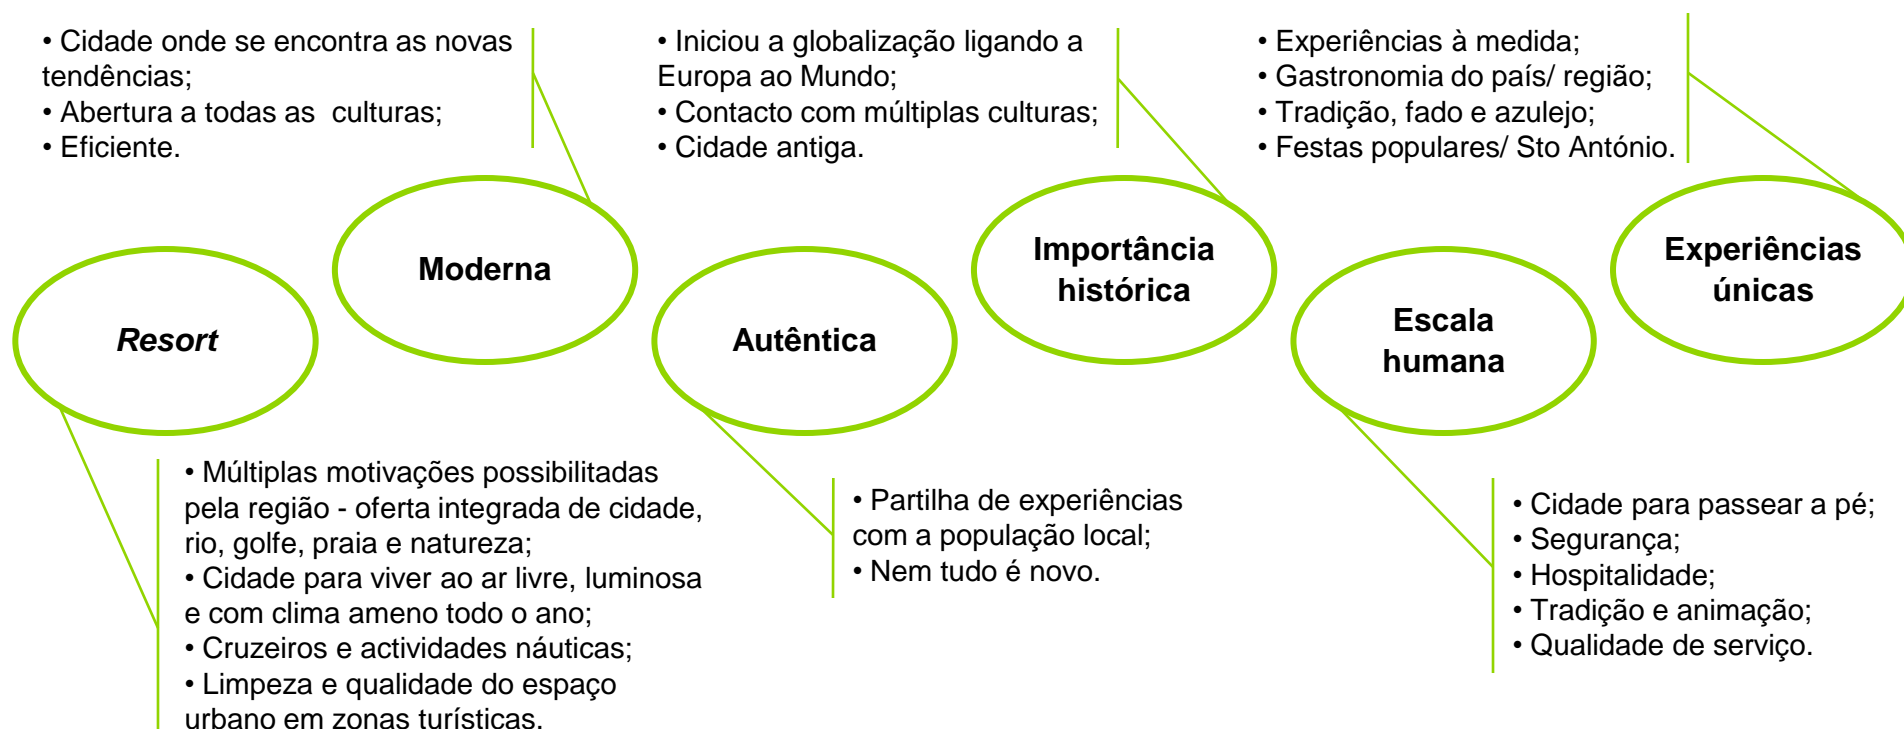 • Cidade onde se encontra as novas
tendências;
• Abertura a todas as culturas;
• Eficiente.
• Iniciou a globalização ligando a
Europa ao Mundo;
• Contacto com múltiplas culturas;
• Cidade antiga.
• Experiências à medida;
• Gastronomia do país/ região;
• Tradição, fado e azulejo;
• Festas populares/ Sto António.
Resort
Moderna
Autêntica
Importância
histórica
Escala
humana
Experiências
únicas
• Múltiplas motivações possibilitadas
pela região - oferta integrada de cidade,
rio, golfe, praia e natureza;
• Cidade para viver ao ar livre, luminosa
e com clima ameno todo o ano;
• Cruzeiros e actividades náuticas;
• Limpeza e qualidade do espaço
urbano em zonas turísticas.
• Partilha de experiências
com a população local;
• Nem tudo é novo.
• Cidade para passear a pé;
• Segurança;
• Hospitalidade;
• Tradição e animação;
• Qualidade de serviço.